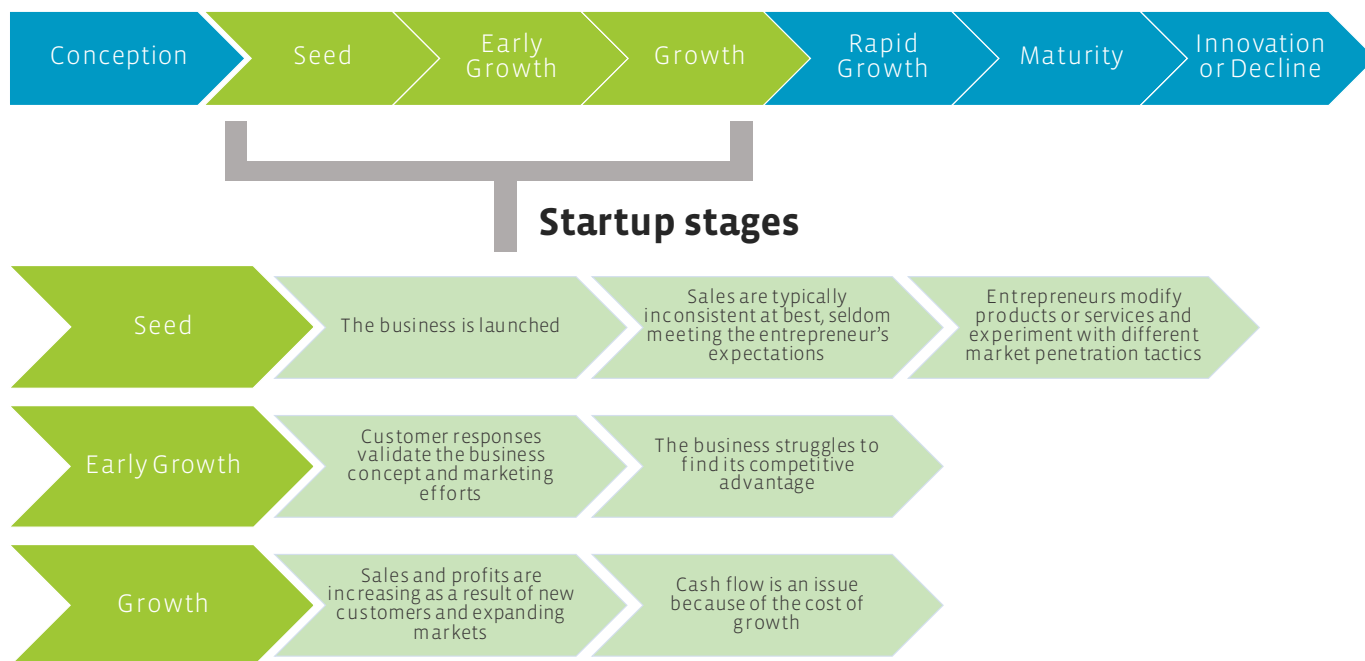 Conception
Seed
Early
Growth
Growth
Rapid
Growth
Maturity
Innovation
or Decline
Startup stages
Seed
The business is launched
Sales are typically
inconsistent at best, seldom
meeting the entrepreneur’s
expectations
Entrepreneurs modify
products or services and
experiment with different
market penetration tactics
Early Growth
Customer responses
validate the business
concept and marketing
efforts
The business struggles to
find its competitive
advantage
Growth
Sales and profits are
increasing as a result of new
customers and expanding
markets
Cash flow is an issue
because of the cost of
growth